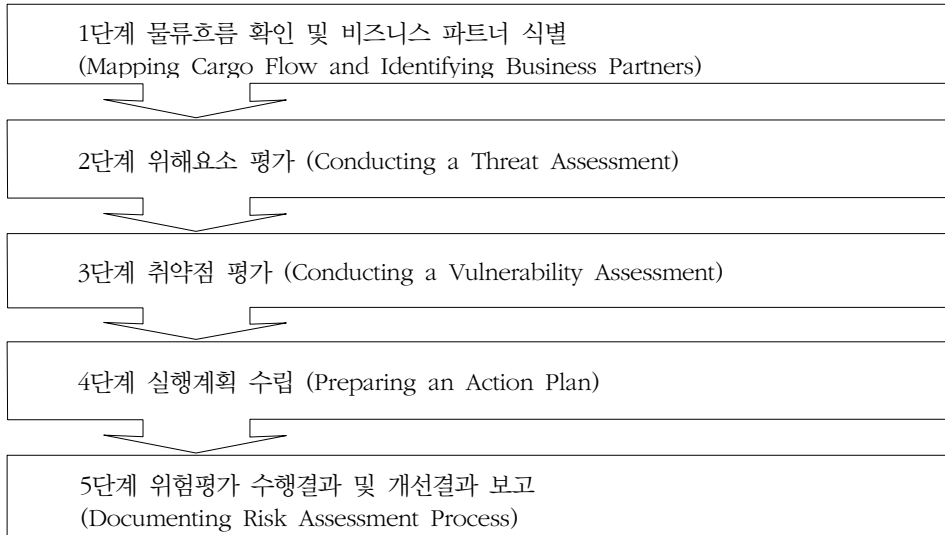 1단계 물류흐름 확인 및 비즈니스 파트너 식별
(Mapping Cargo Flow and Identifying Business Partners)
2단계 위해요소 평가 (Conducting a Threat Assessment)
3단계 취약점 평가 (Conducting a Vulnerability Assessment)
4단계 실행계획 수립 (Preparing an Action Plan)
5단계 위험평가 수행결과 및 개선결과 보고
(Documenting Risk Assessment Process)